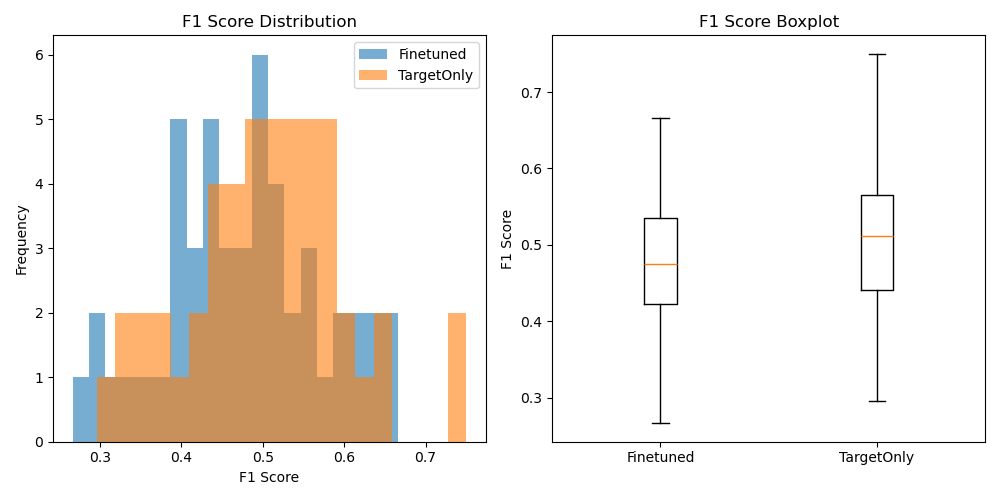 F1 Score Distribution
Finetuned
TargetOnly
Frequency
6
5
4
3
2
1
0
0.3 0.4 0.5 0.6 0.7
F1 Score
F1 Score Boxplot
F1 Score
0.7
0.6
0.5
0.4
0.3
Finetuned TargetOnly